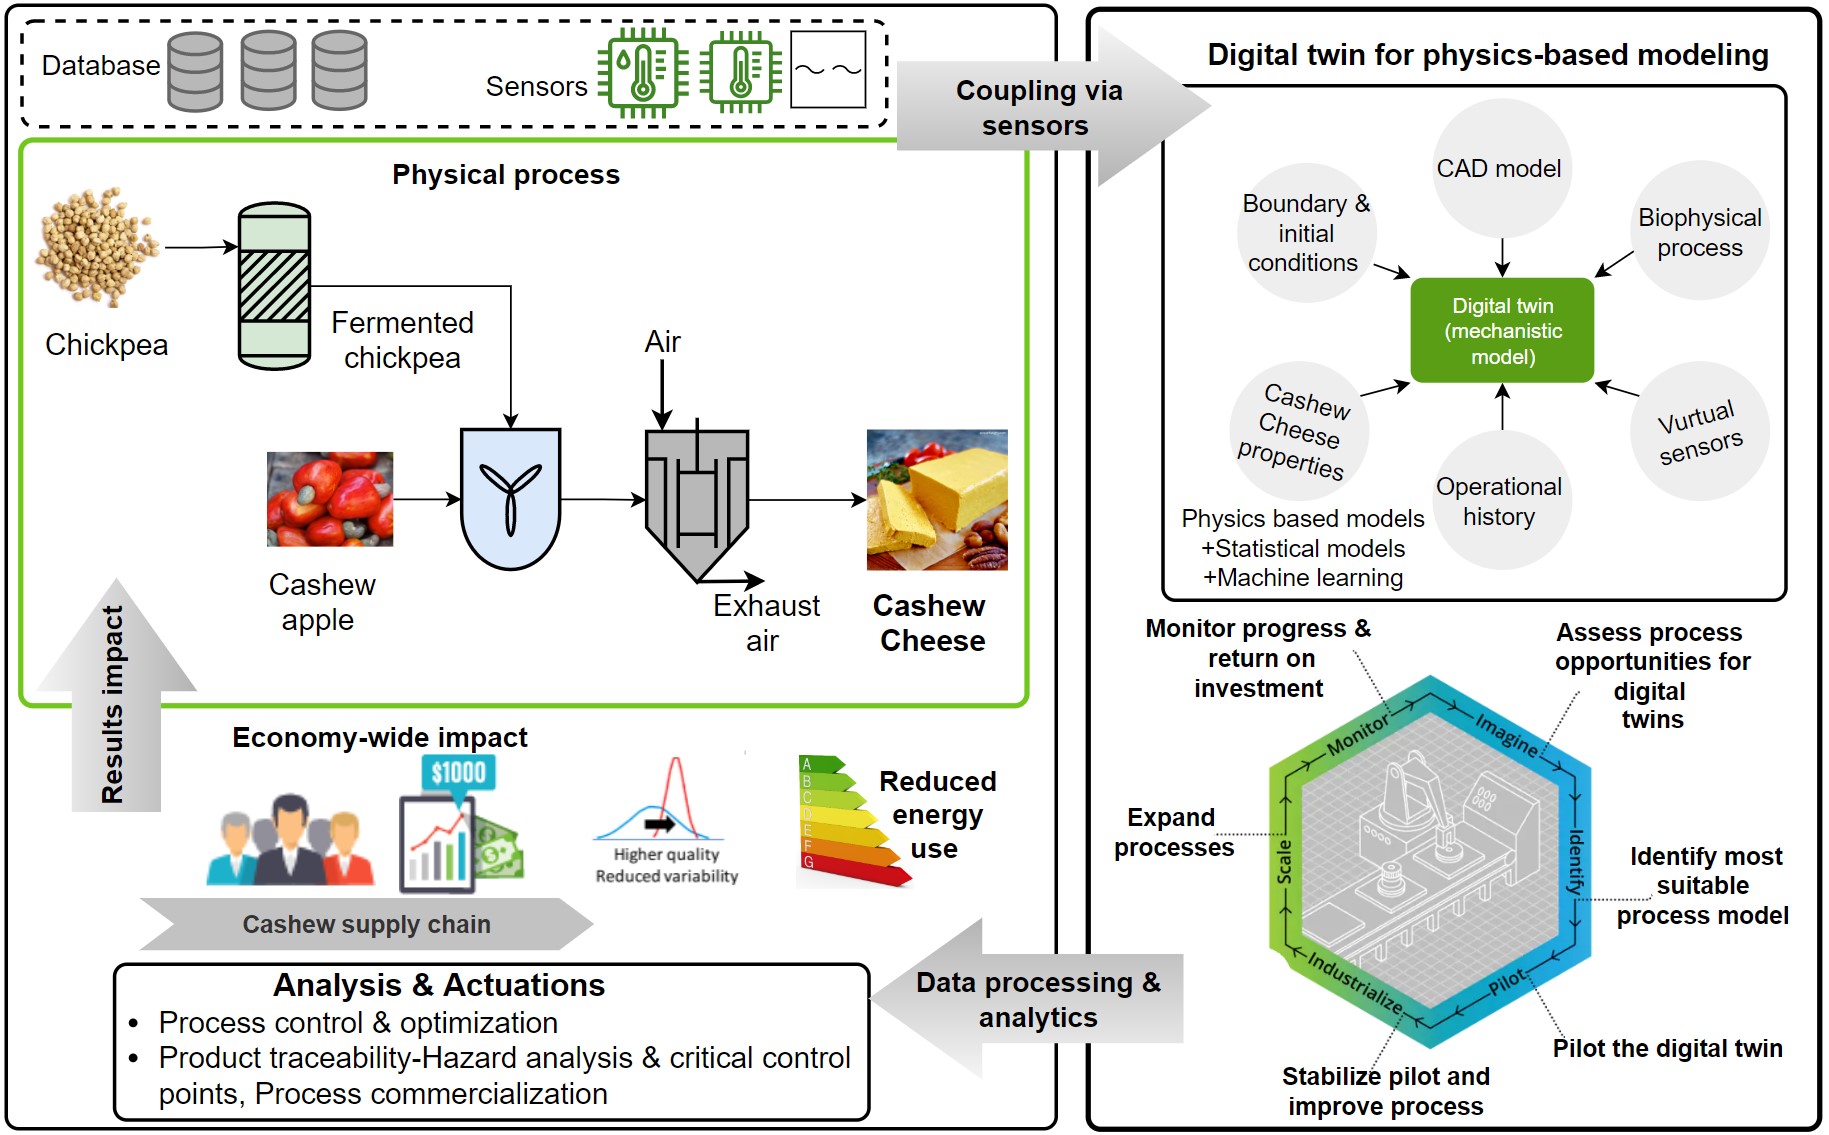 Database
Sensors
Coupling via
sensors
Physical process
Chickpea
Fermented
chickpea
Air
Cashew
apple
Exhaust
air
Cashew
Cheese
Results impact
Economy-wide impact
$1000
Higher quality
Reduced variability
A
B
C
D
E
F
G
Reduced
energy
use
Cashew supply chain
Analysis & Actuations
• Process control & optimization
• Product traceability-Hazard analysis & critical control
points, Process commercialization
Data processing &
analytics
Digital twin for physics-based modeling
CAD model
Boundary &
initial
conditions
Biophysical
process
Digital twin
(mechanistic
model)
Cashew
Cheese
properties
Vurtual
sensors
Operational
history
Physics based models
+Statistical models
+Machine learning
Monitor progress &
return on
investment
Assess process
opportunities for
digital
twins
Monitor
Imagine
Expand
processes
Scale
Identify
Identify most
suitable
process model
Industrialize
Pilot
Pilot the digital twin
Stabilize pilot and
improve process